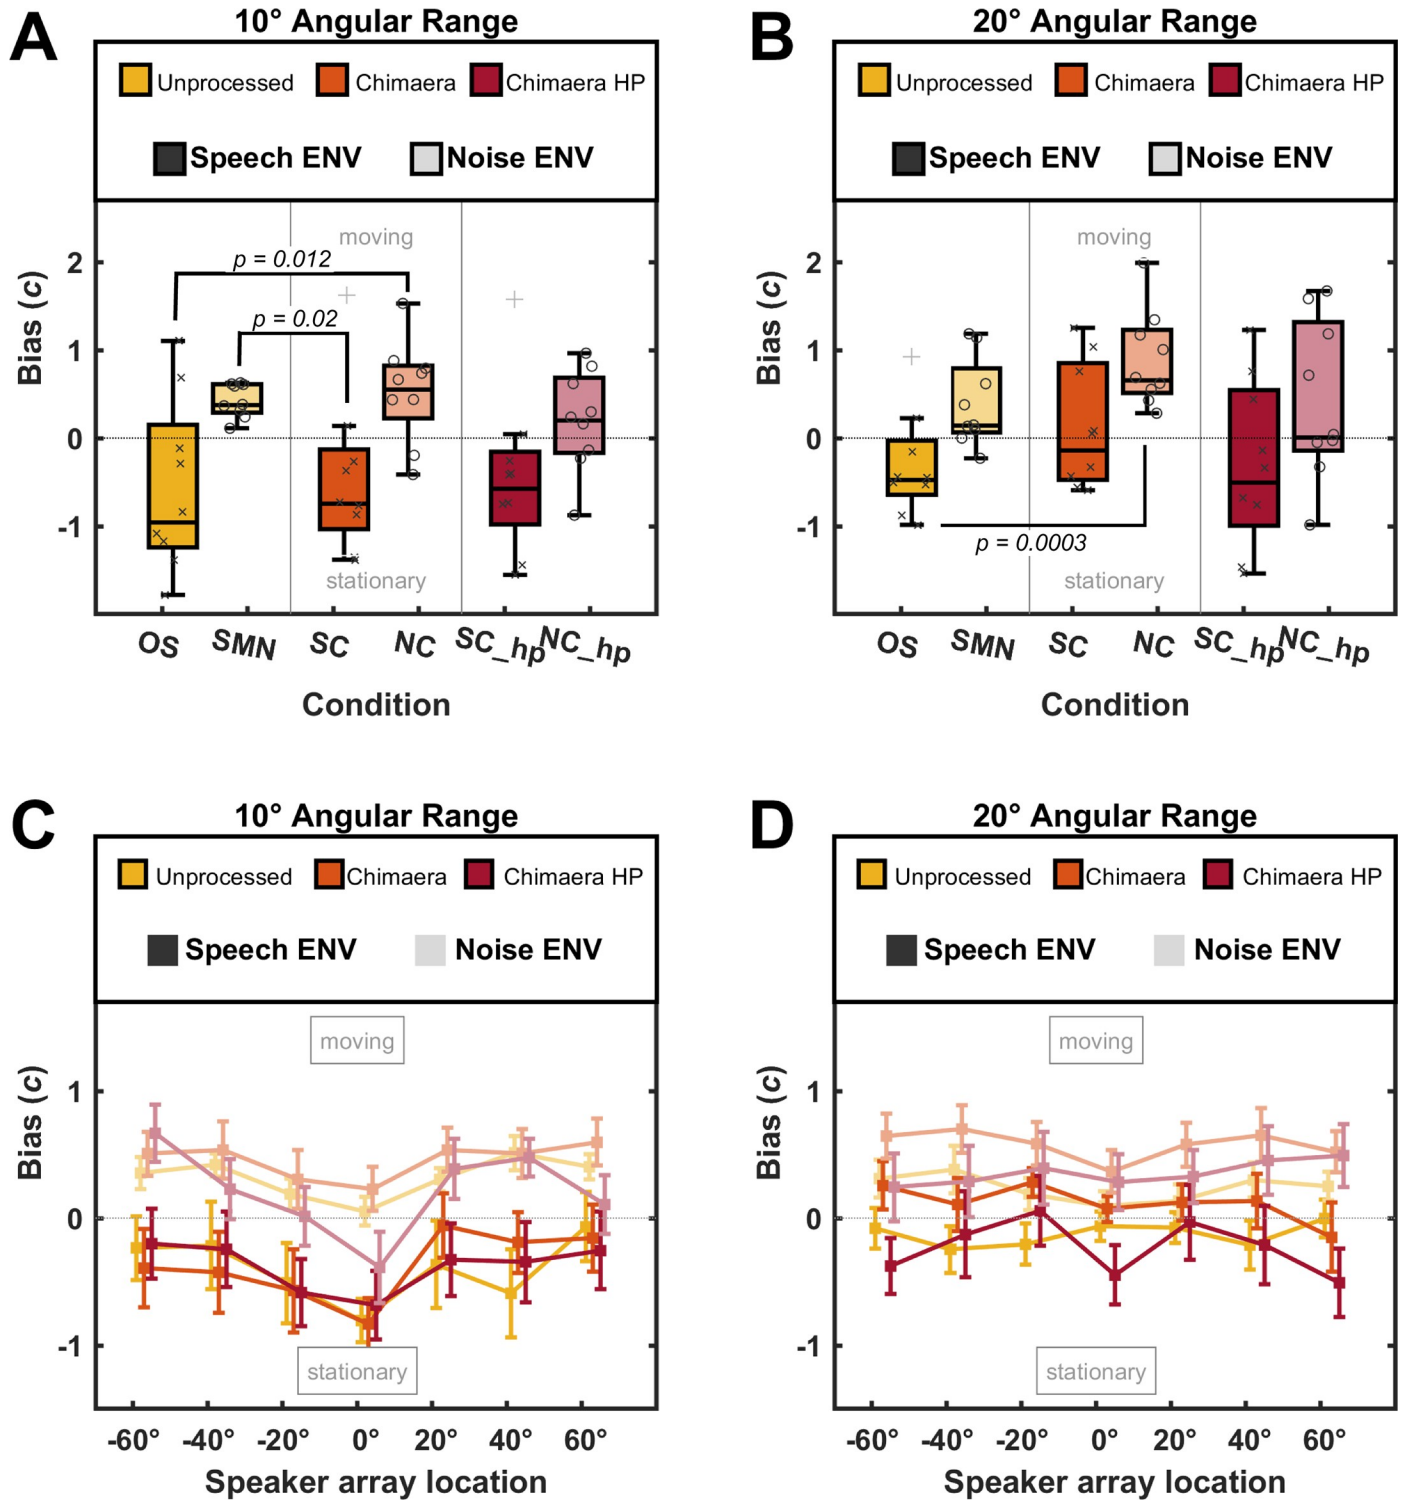 A
10° Angular Range
Unprocessed Chimaera Chimaera HP
Speech ENV Noise ENV
moving
p = 0.012
p = 0.02
stationary
Bias (c)
2
1
0
-1
OS SMN SC NC SC_hp NC_hp
Condition
B
20° Angular Range
Unprocessed Chimaera Chimaera HP
Speech ENV Noise ENV
moving
p = 0.0003
stationary
Bias (c)
2
1
0
-1
OS SMN SC NC SC_hp NC_hp
Condition
C
10° Angular Range
Unprocessed Chimaera Chimaera HP
Speech ENV Noise ENV
moving
stationary
Bias (c)
1
0
-1
-60° -40° -20° 0° 20° 40° 60°
Speaker array location
D
20° Angular Range
Unprocessed Chimaera Chimaera HP
Speech ENV Noise ENV
moving
stationary
Bias (c)
1
0
-1
-60° -40° -20° 0° 20° 40° 60°
Speaker array location